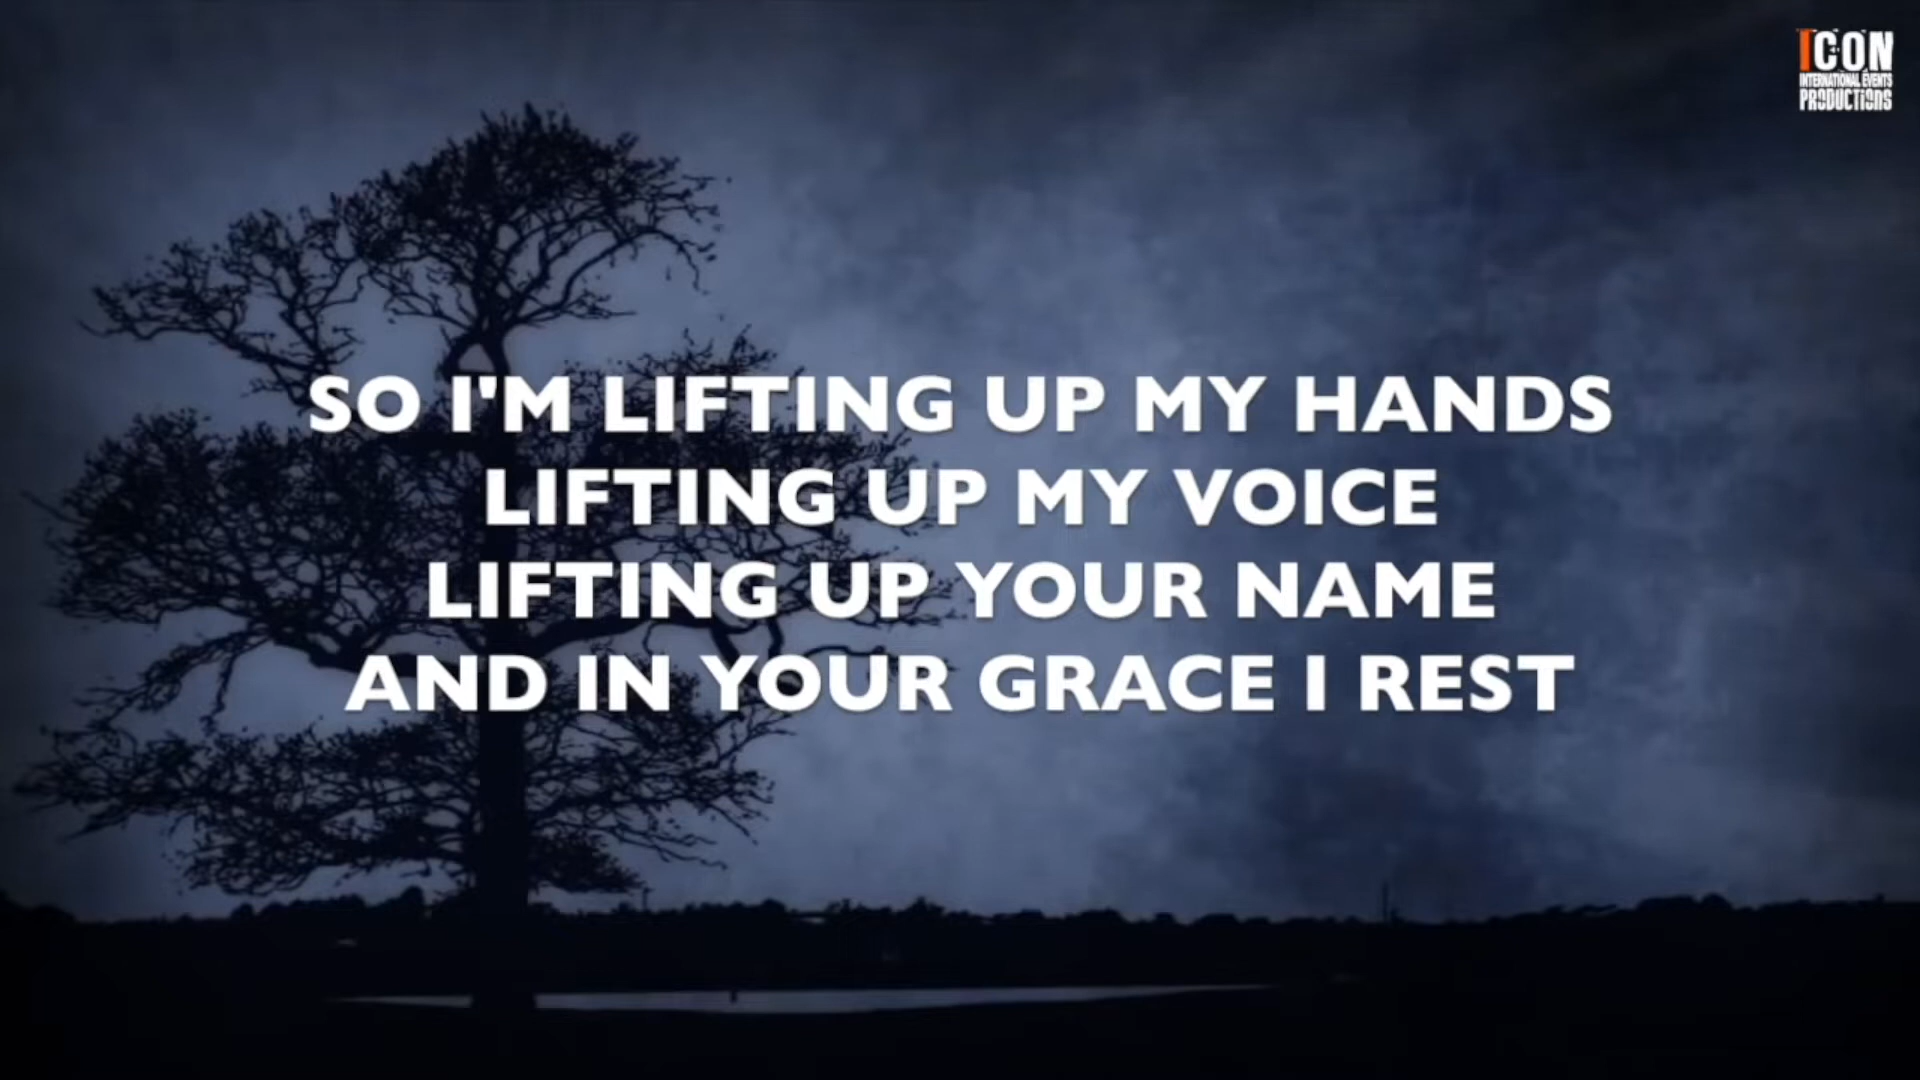 ICON
INTERNATIONAL EVENTS
PRODUCTIONS
SO I'M LIFTING UP MY HANDS
LIFTING UP MY VOICE
LIFTING UP YOUR NAME
AND IN YOUR GRACE I REST